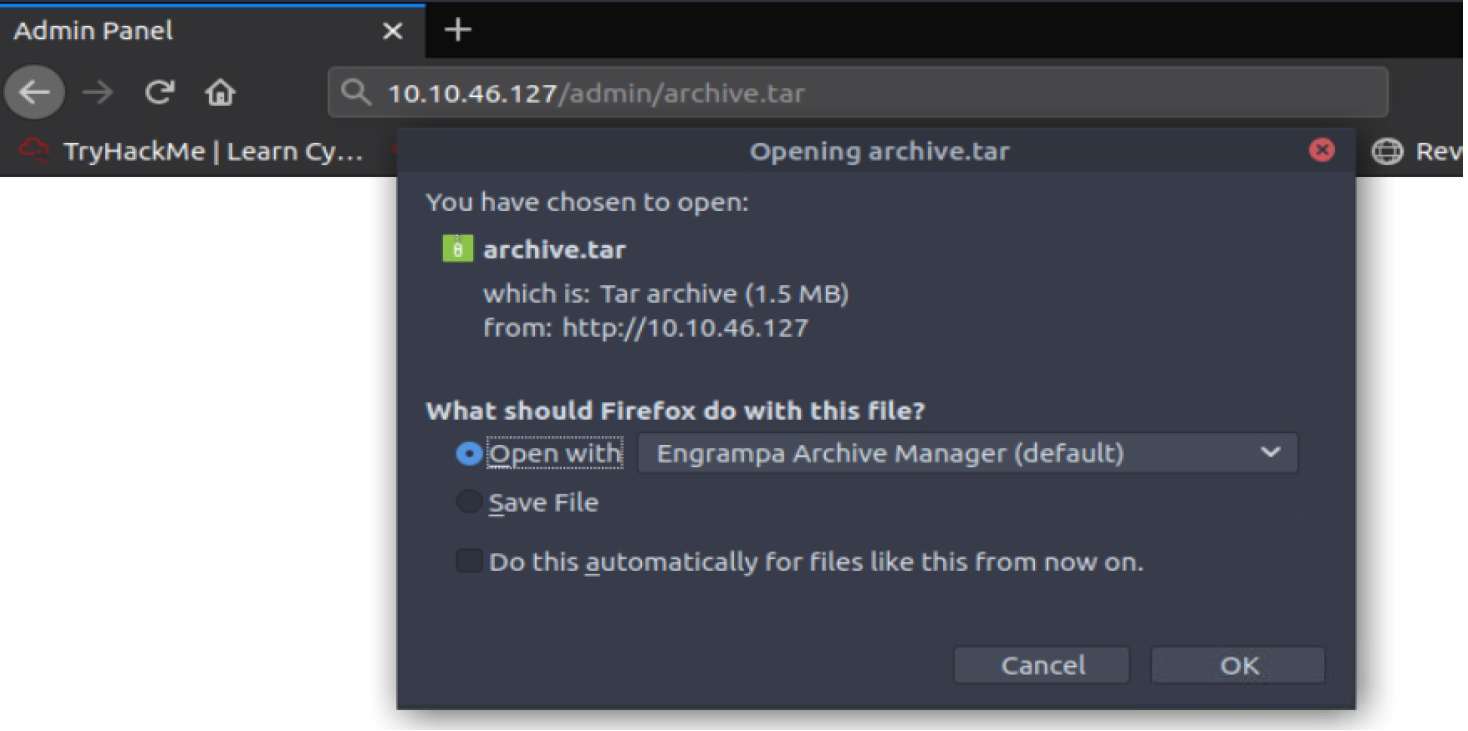 Admin Panel
10.10.46.127/admin/archive.tar
TryHackMe | Learn Cy…
Opening archive.tar
Rev
You have chosen to open:
archive.tar
which is: Tar archive (1.5 MB)
from: http://10.10.46.127
What should Firefox do with this file?
Open with Engrampa Archive Manager (default)
Save File
Do this automatically for files like this from now on.
Cancel OK